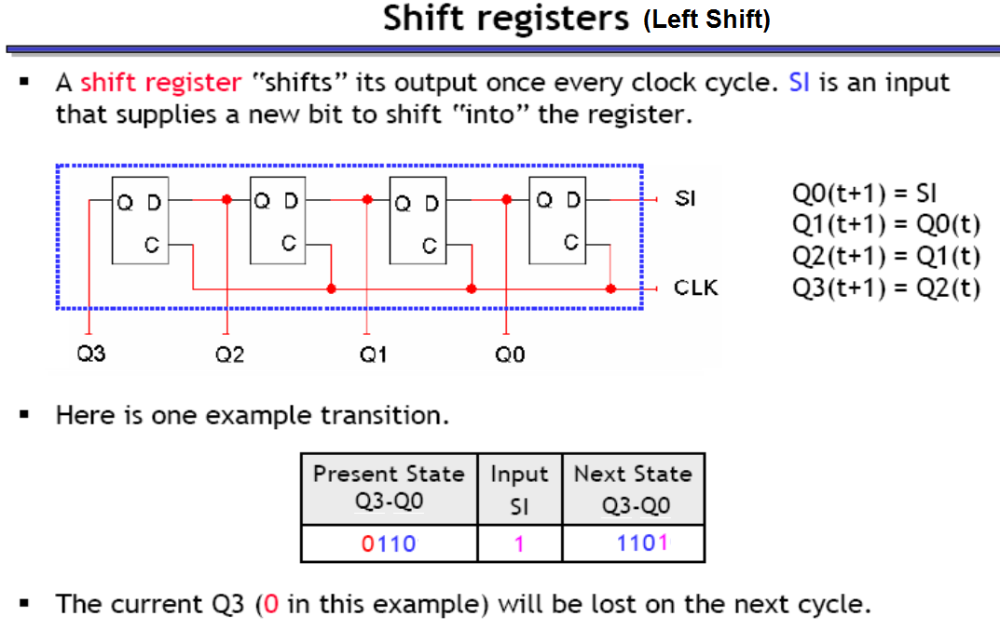 Shift registers (Left Shift)
▪ A shift register “shifts” its output once every clock cycle. SI is an input
that supplies a new bit to shift “into” the register.
Q D Q D Q D Q D SI
C C C C
CLK
Q3 Q2 Q1 Q0
Q0(t+1) = SI
Q1(t+1) = Q0(t)
Q2(t+1) = Q1(t)
Q3(t+1) = Q2(t)
▪ Here is one example transition.
Present State Input Next State
Q3-Q0 SI Q3-Q0
0110 1 1101
▪ The current Q3 (0 in this example) will be lost on the next cycle.